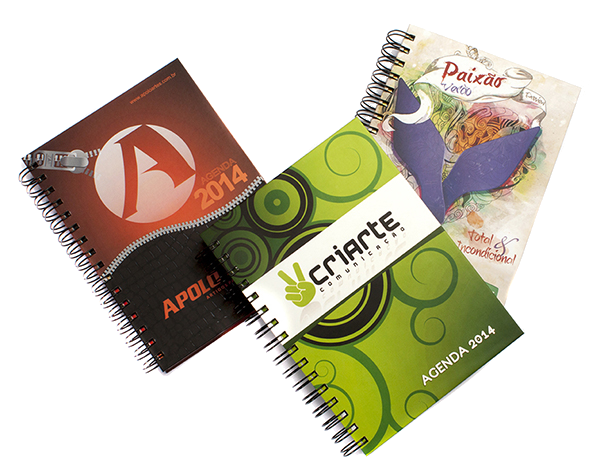 www.apolloartes.com.br
A
AGENDA
2014
APOLL
CRIARTE
comunicação
AGENDA 2014
Paixão
Total &
incondicional